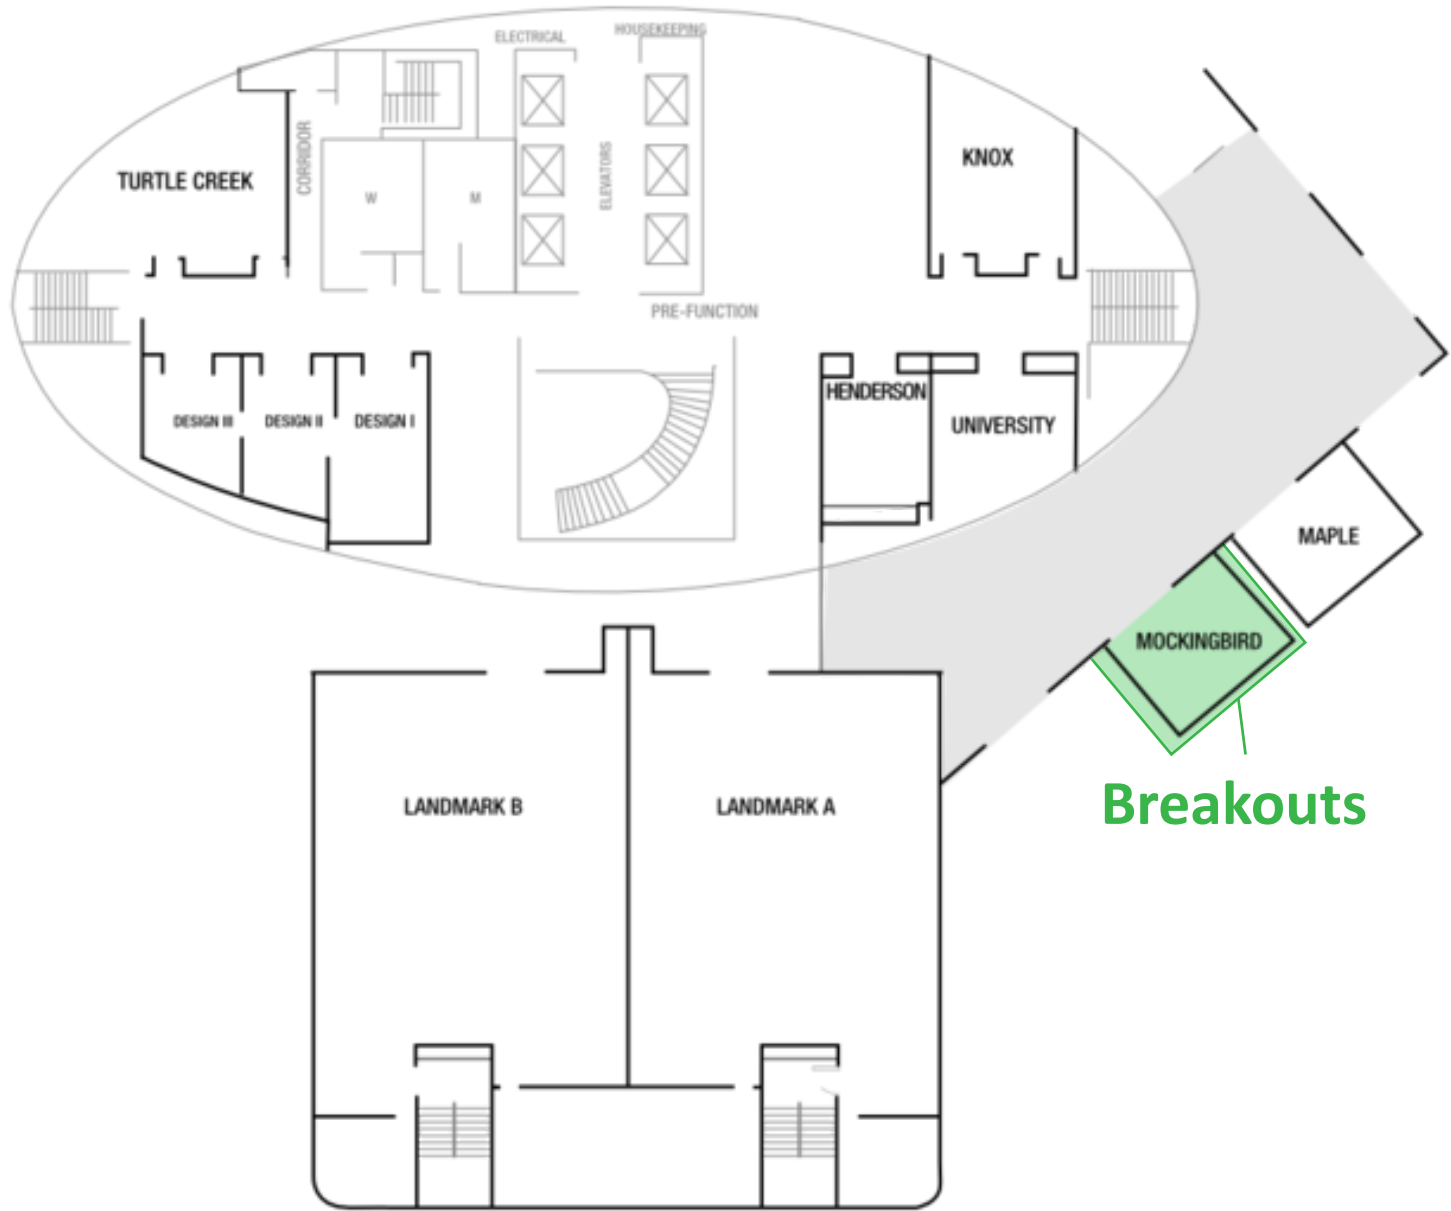 ELECTRICAL
HOUSEKEEPING
CORRIDOR
ELEVATORS
KNOX
TURTLE CREEK
W
M
PRE-FUNCTION
HENDERSON
DESIGN III
DESIGN II
DESIGN I
UNIVERSITY
MAPLE
MOCKINGBIRD
LANDMARK B
LANDMARK A
Breakouts